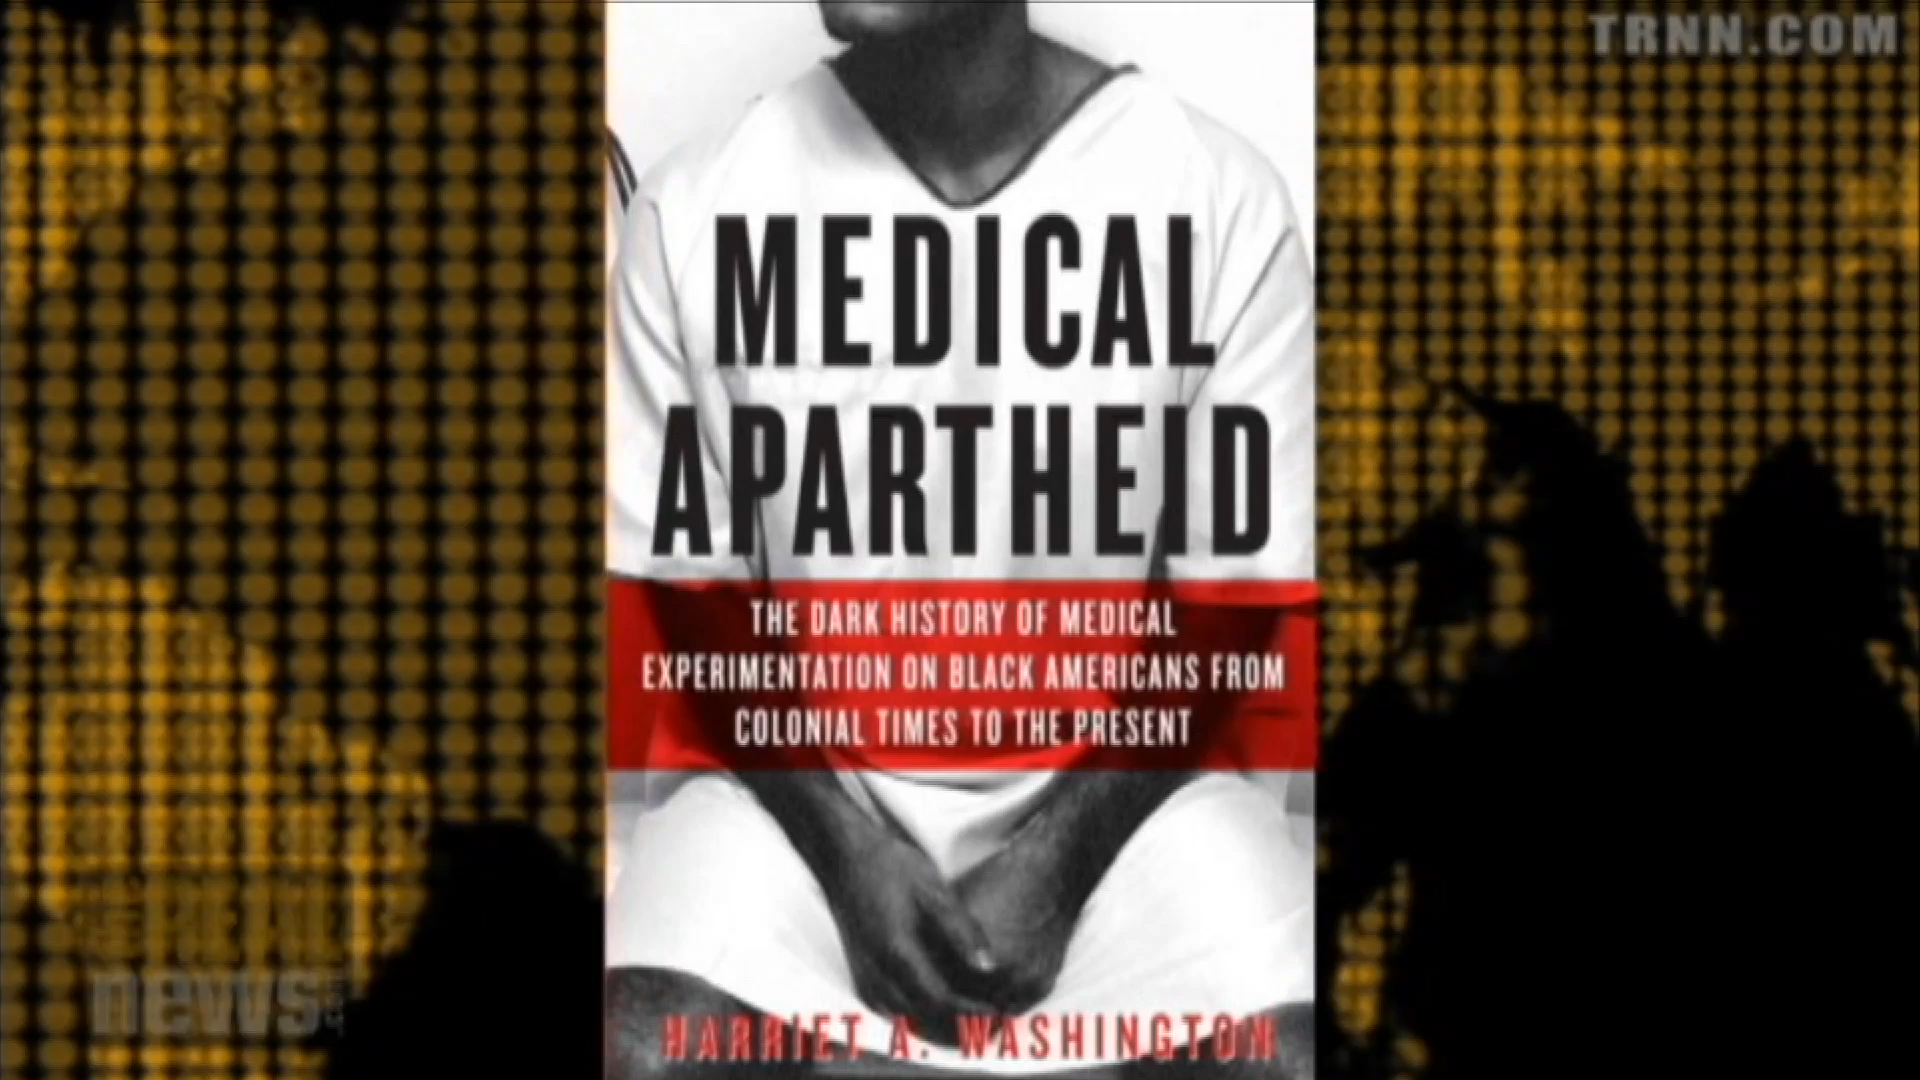 TRNN.COM
MEDICAL
APARTHEID
THE DARK HISTORY OF MEDICAL
EXPERIMENTATION ON BLACK AMERICANS FROM
COLONIAL TIMES TO THE PRESENT
HARRIET A. WASHINGTON
news